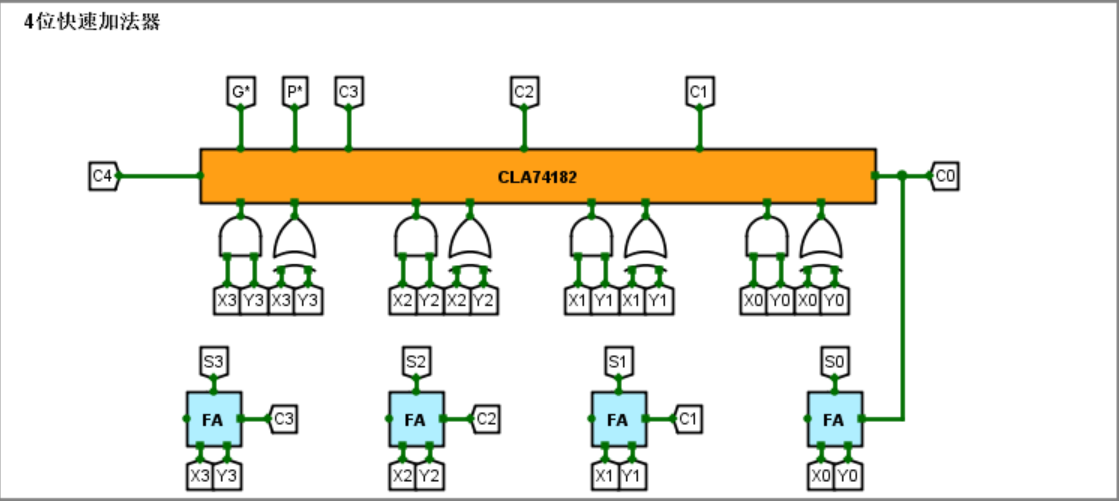 4位快速加法器
G* P* C3 C2 C1
C4 CLA74182 C0
X3 Y3 X3 Y3 X2 Y2 X2 Y2 X1 Y1 X1 Y1 X0 Y0 X0 Y0
S3 S2 S1 S0
FA C3 FA C2 FA C1 FA
X3 Y3 X2 Y2 X1 Y1 X0 Y0